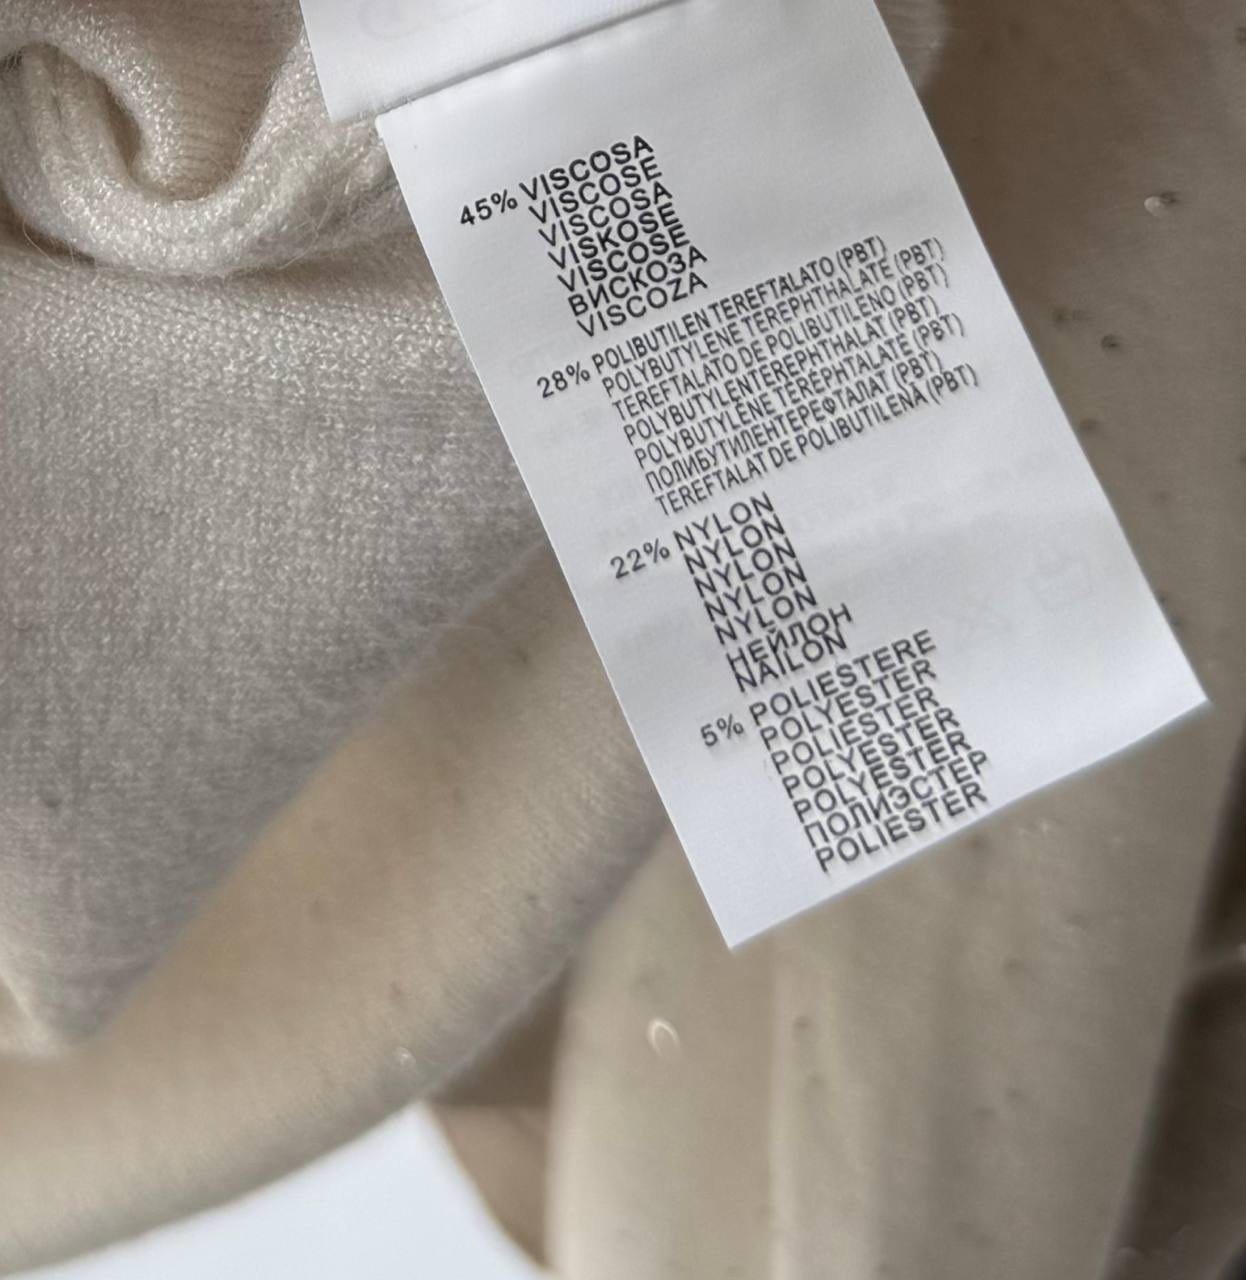 45% VISCOSA
VISCOSE
VISCOSA
VISKOSE
VISCOSE
ВИСКОЗА
VISCOZA
28% POLIBUTILEN TEREFTALATO (PBT)
POLYBUTYLENE TEREPHTHALATE (PBT)
TEREFTALATO DE POLIBUTILENO (PBT)
POLYBUTYLENTEREPHTHALAT (PBT)
POLYBUTYLÈNE TÉRÉPHTALATE (PBT)
ПОЛИБУТИЛЕНТЕРЕФТАЛАТ (PBT)
TEREFTALAT DE POLIBUTILENA (PBT)
22% NYLON
NYLON
NYLON
NYLON
NYLON
НЕЙЛОН
NAILON
5% POLIESTERE
POLYESTER
POLIESTER
POLYESTER
POLYESTER
ПОЛИЭСТЕР
POLIESTER